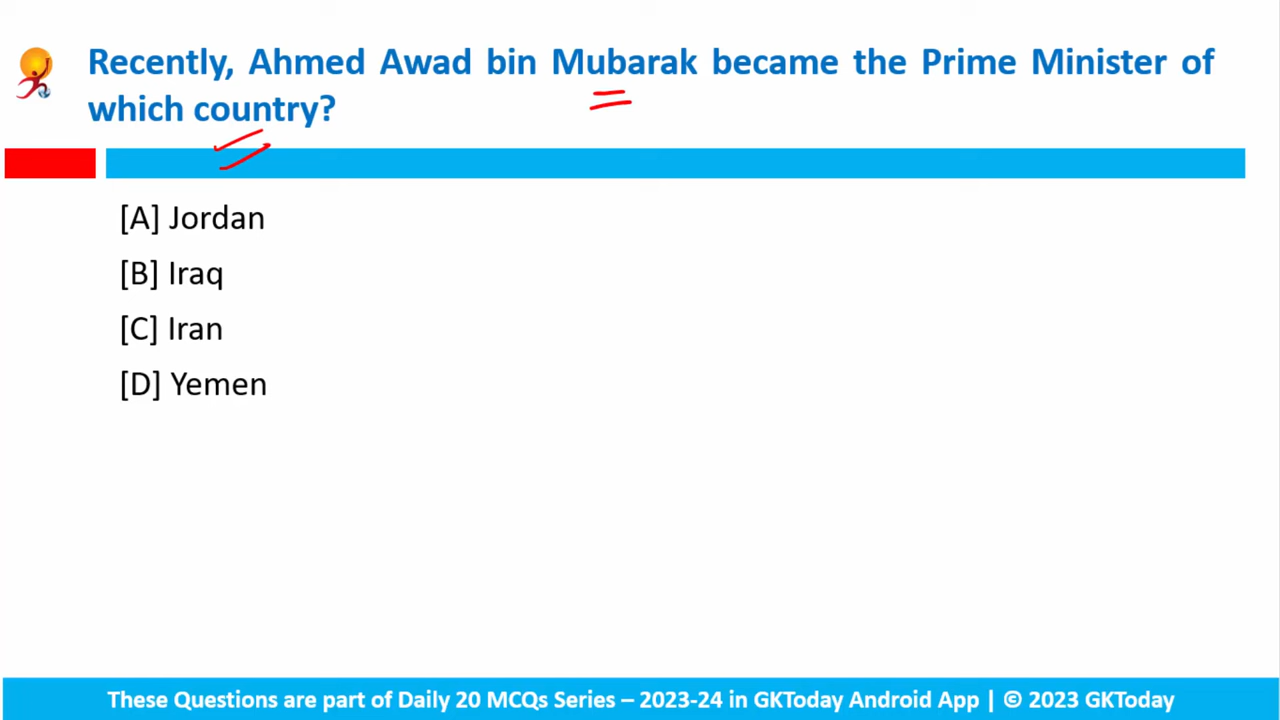 Recently, Ahmed Awad bin Mubarak became the Prime Minister of
which country?
[A] Jordan
[B] Iraq
[C] Iran
[D] Yemen
These Questions are part of Daily 20 MCQs Series – 2023-24 in GKToday Android App | © 2023 GKToday